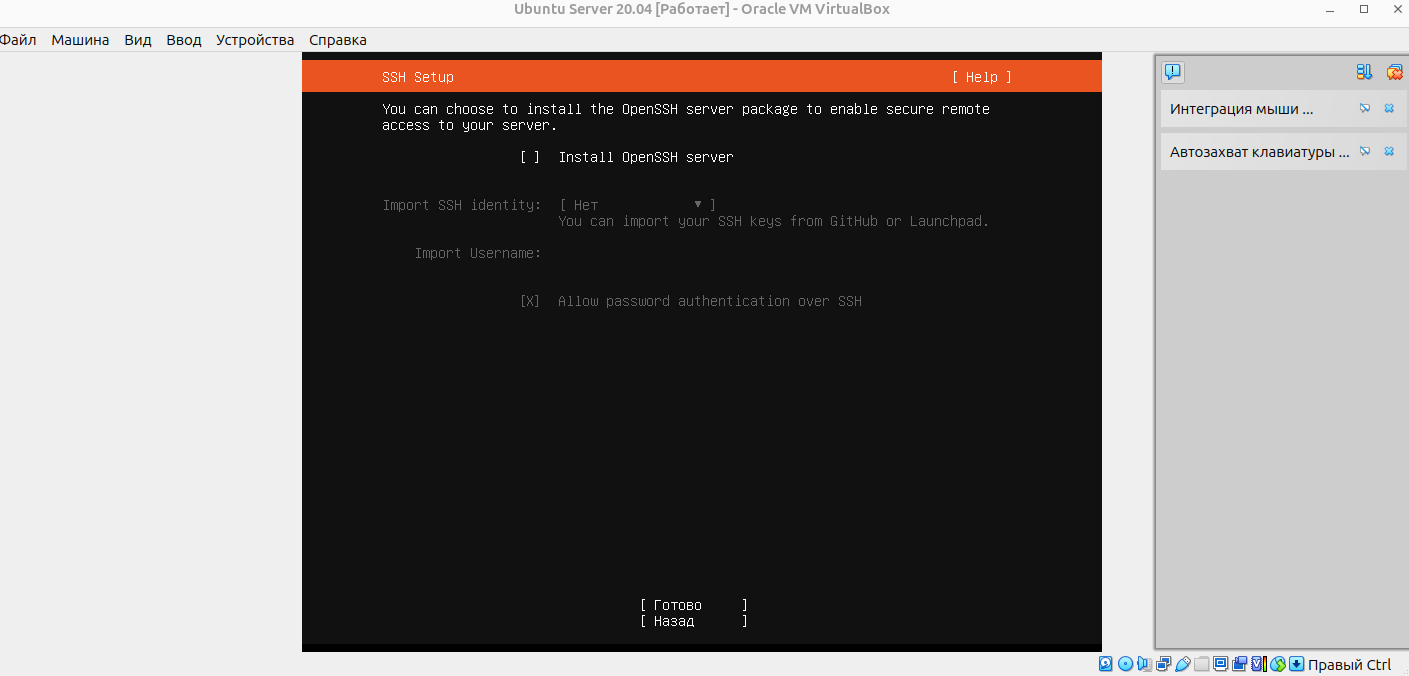 Ubuntu Server 20.04 [Работает] - Oracle VM VirtualBox
Файл Машина Вид Ввод Устройства Справка
SSH Setup [ Help ]
You can choose to install the OpenSSH server package to enable secure remote
access to your server.
[ ] Install OpenSSH server
Import SSH identity: [ Нет ▼ ]
You can import your SSH keys from GitHub or Launchpad.
Import Username:
[X] Allow password authentication over SSH
[ Готово ]
[ Назад ]
Интеграция мыши ...
Автозахват клавиатуры ...
Правый Ctrl